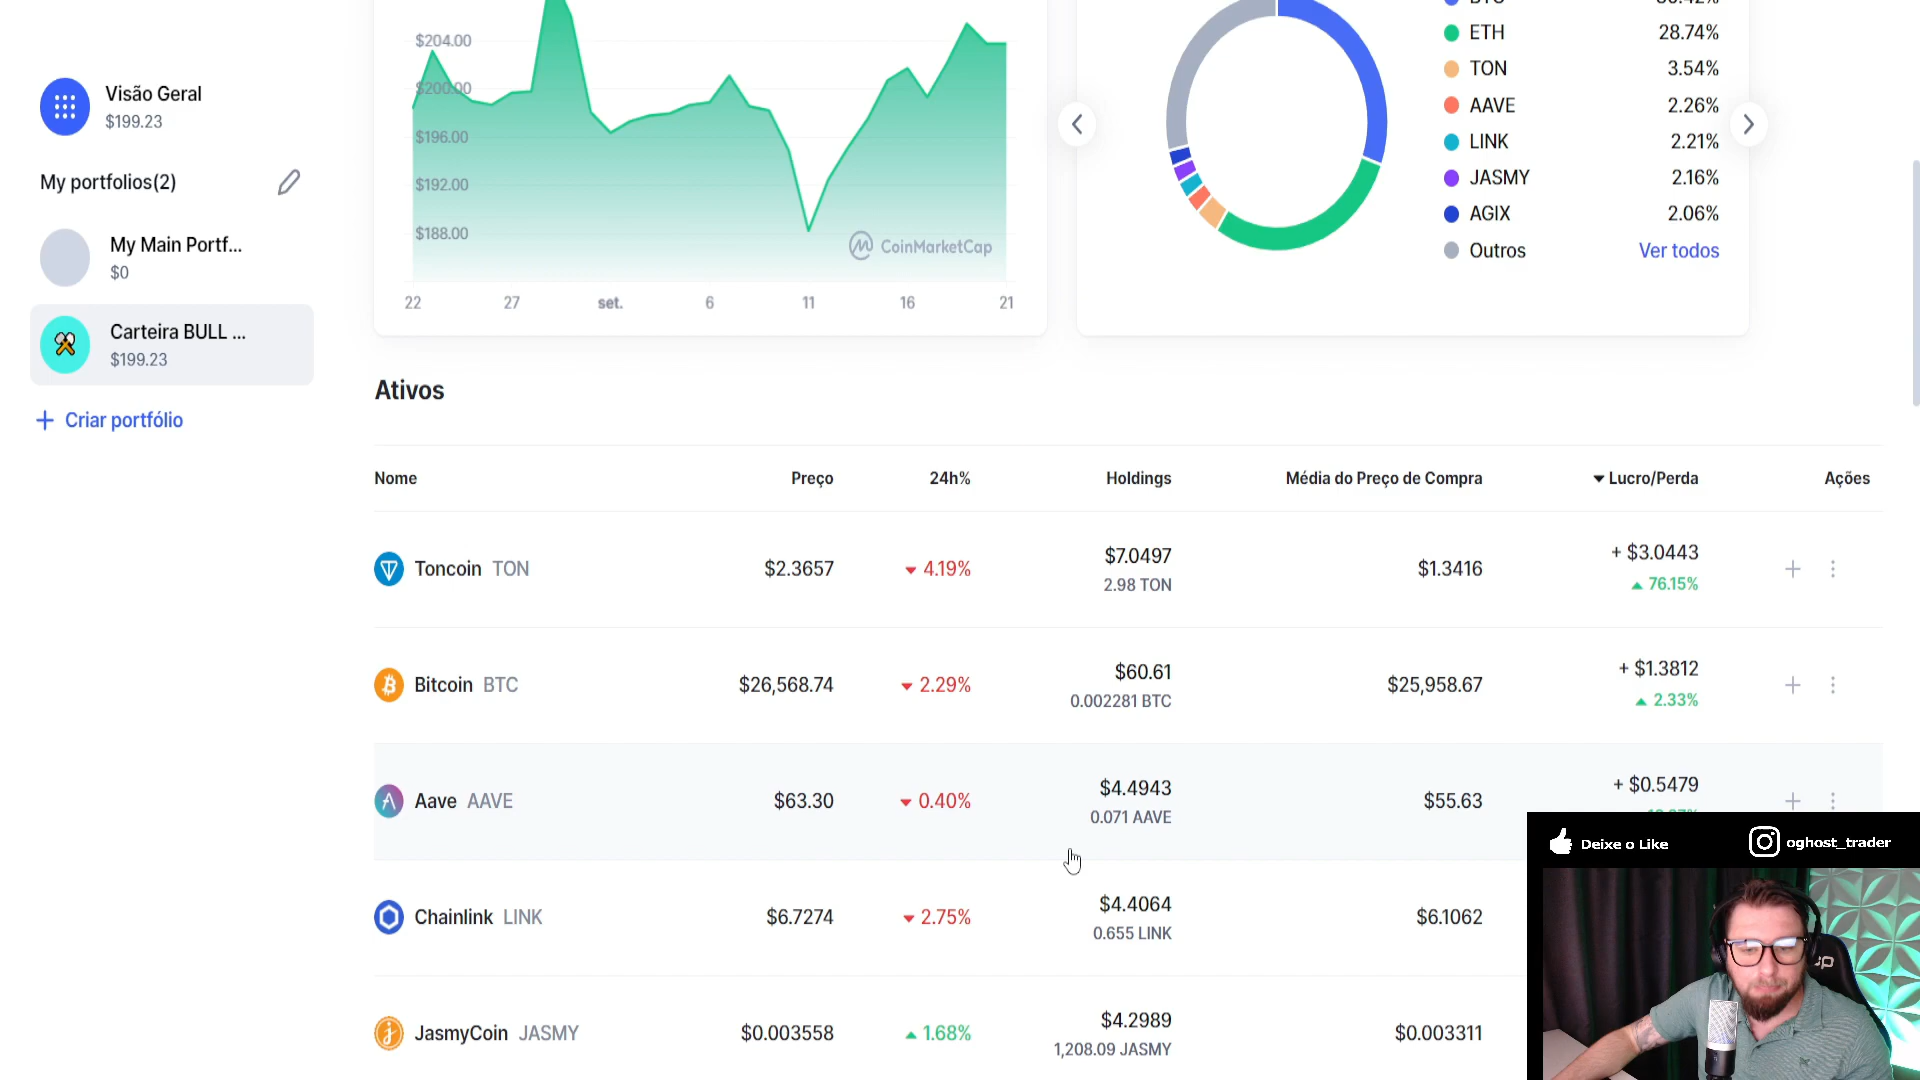 Visão Geral
$199.23
My portfolios(2)
My Main Portf...
$0
Carteira BULL ...
$199.23
Criar portfólio
$204.00
$200.00
$196.00
$192.00
$188.00
CoinMarketCap
22 27 set. 6 11 16 21
ETH 28.74%
TON 3.54%
AAVE 2.26%
LINK 2.21%
JASMY 2.16%
AGIX 2.06%
Outros Ver todos
Ativos
Nome Preço 24h% Holdings Média do Preço de Compra Lucro/Perda Ações
Toncoin TON $2.3657 4.19% $7.0497 $1.3416 + $3.0443
2.98 TON 76.15%
Bitcoin BTC $26,568.74 2.29% $60.61 $25,958.67 + $1.3812
0.002281 BTC 2.33%
Aave AAVE $63.30 0.40% $4.4943 $55.63 + $0.5479
0.071 AAVE
Chainlink LINK $6.7274 2.75% $4.4064 $6.1062
0.655 LINK
JasmyCoin JASMY $0.003558 1.68% $4.2989 $0.003311
1,208.09 JASMY
Deixe o Like oghost_trader